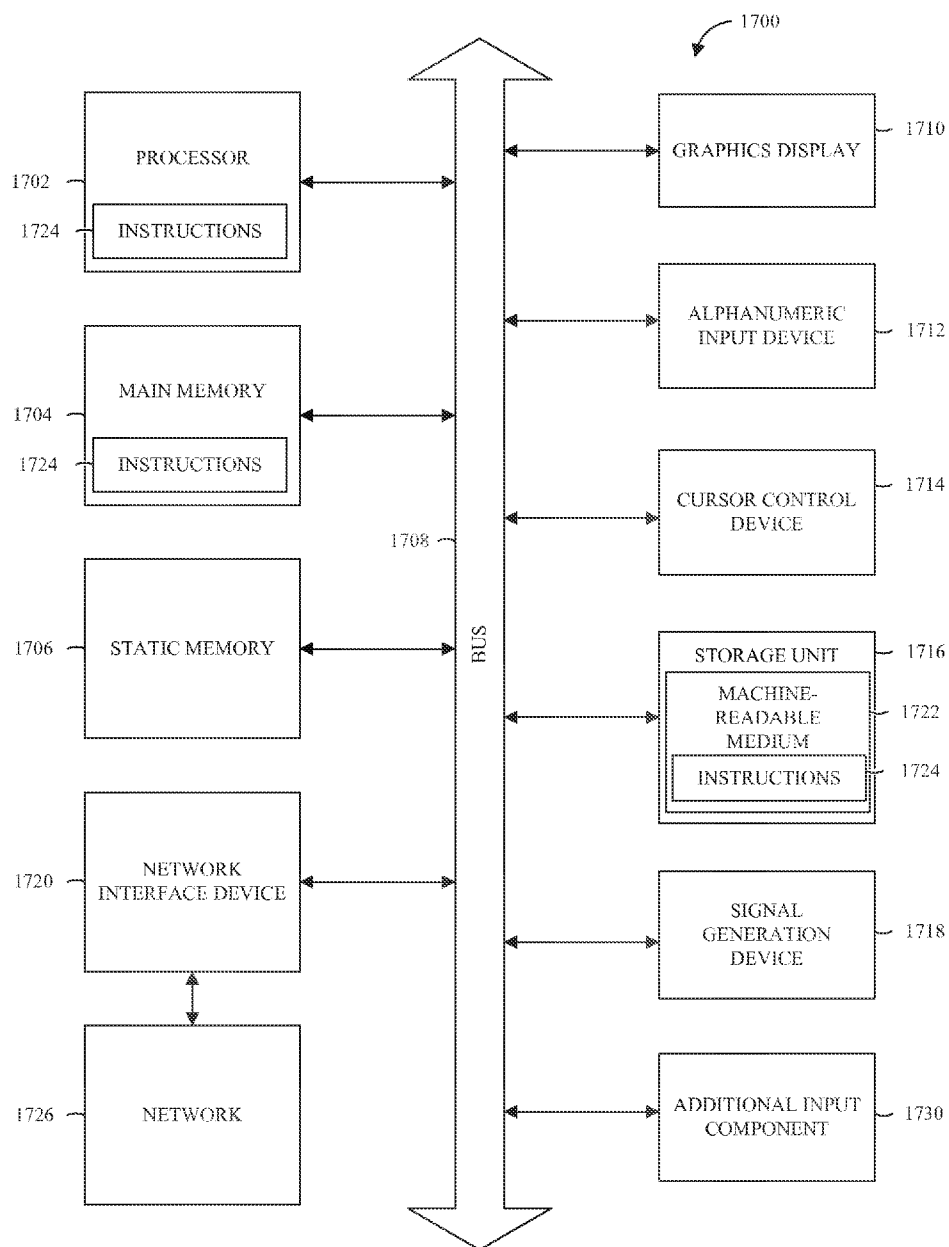 1700
PROCESSOR
1702
1724
INSTRUCTIONS
MAIN MEMORY
1704
1724
INSTRUCTIONS
1706
STATIC MEMORY
1720
NETWORK
INTERFACE DEVICE
1726
NETWORK
1708
BUS
GRAPHICS DISPLAY
1710
ALPHANUMERIC
INPUT DEVICE
1712
CURSOR CONTROL
DEVICE
1714
STORAGE UNIT
1716
MACHINE-
READABLE
MEDIUM
1722
INSTRUCTIONS
1724
SIGNAL
GENERATION
DEVICE
1718
ADDITIONAL INPUT
COMPONENT
1730